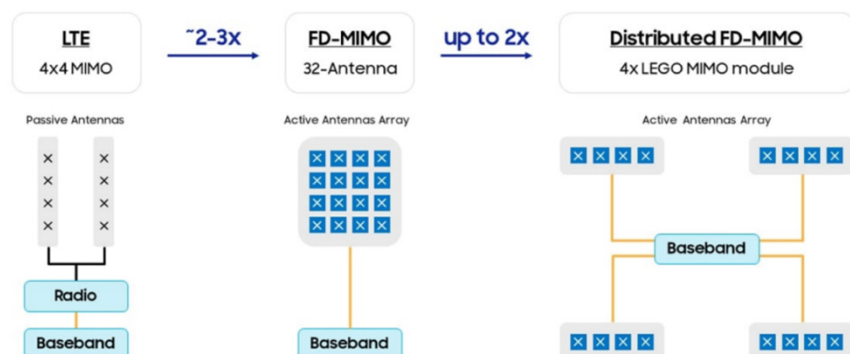 LTE
4x4 MIMO
~2-3x
FD-MIMO
32-Antenna
up to 2x
Distributed FD-MIMO
4x LEGO MIMO module
Passive Antennas
Active Antennas Array
Active Antennas Array
Radio
Baseband
Baseband
Baseband